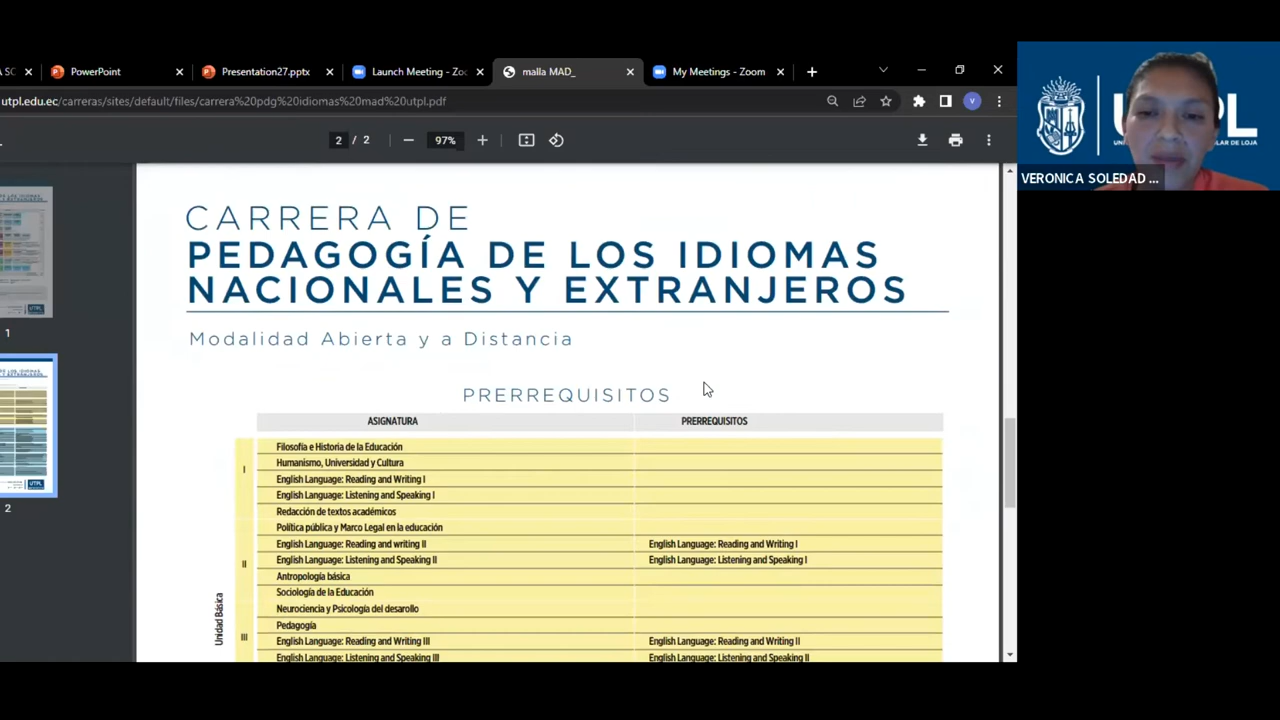 PowerPoint
Presentation27.pptx
Launch Meeting - Zo
malla MAD_
My Meetings - Zoom
utpl.edu.ec/carreras/sites/default/files/carrera%20pdg%20idiomas%20mad%20utpl.pdf
V
2 / 2
97%
CARRERA DE
PEDAGOGÍA DE LOS IDIOMAS
NACIONALES Y EXTRANJEROS
Modalidad Abierta y a Distancia
PRERREQUISITOS
ASIGNATURA PRERREQUISITOS
I
Filosofía e Historia de la Educación
Humanismo, Universidad y Cultura
English Language: Reading and Writing I
English Language: Listening and Speaking I
Redacción de textos académicos
Política pública y Marco Legal en la educación
II
English Language: Reading and writing II English Language: Reading and Writing I
English Language: Listening and Speaking II English Language: Listening and Speaking I
Antropología básica
Sociología de la Educación
Neurociencia y Psicología del desarollo
Unidad Básica
III
Pedagogía
English Language: Reading and Writing III English Language: Reading and Writing II
English Language: Listening and Speaking III English Language: Listening and Speaking II
1
2
VERONICA SOLEDAD ...